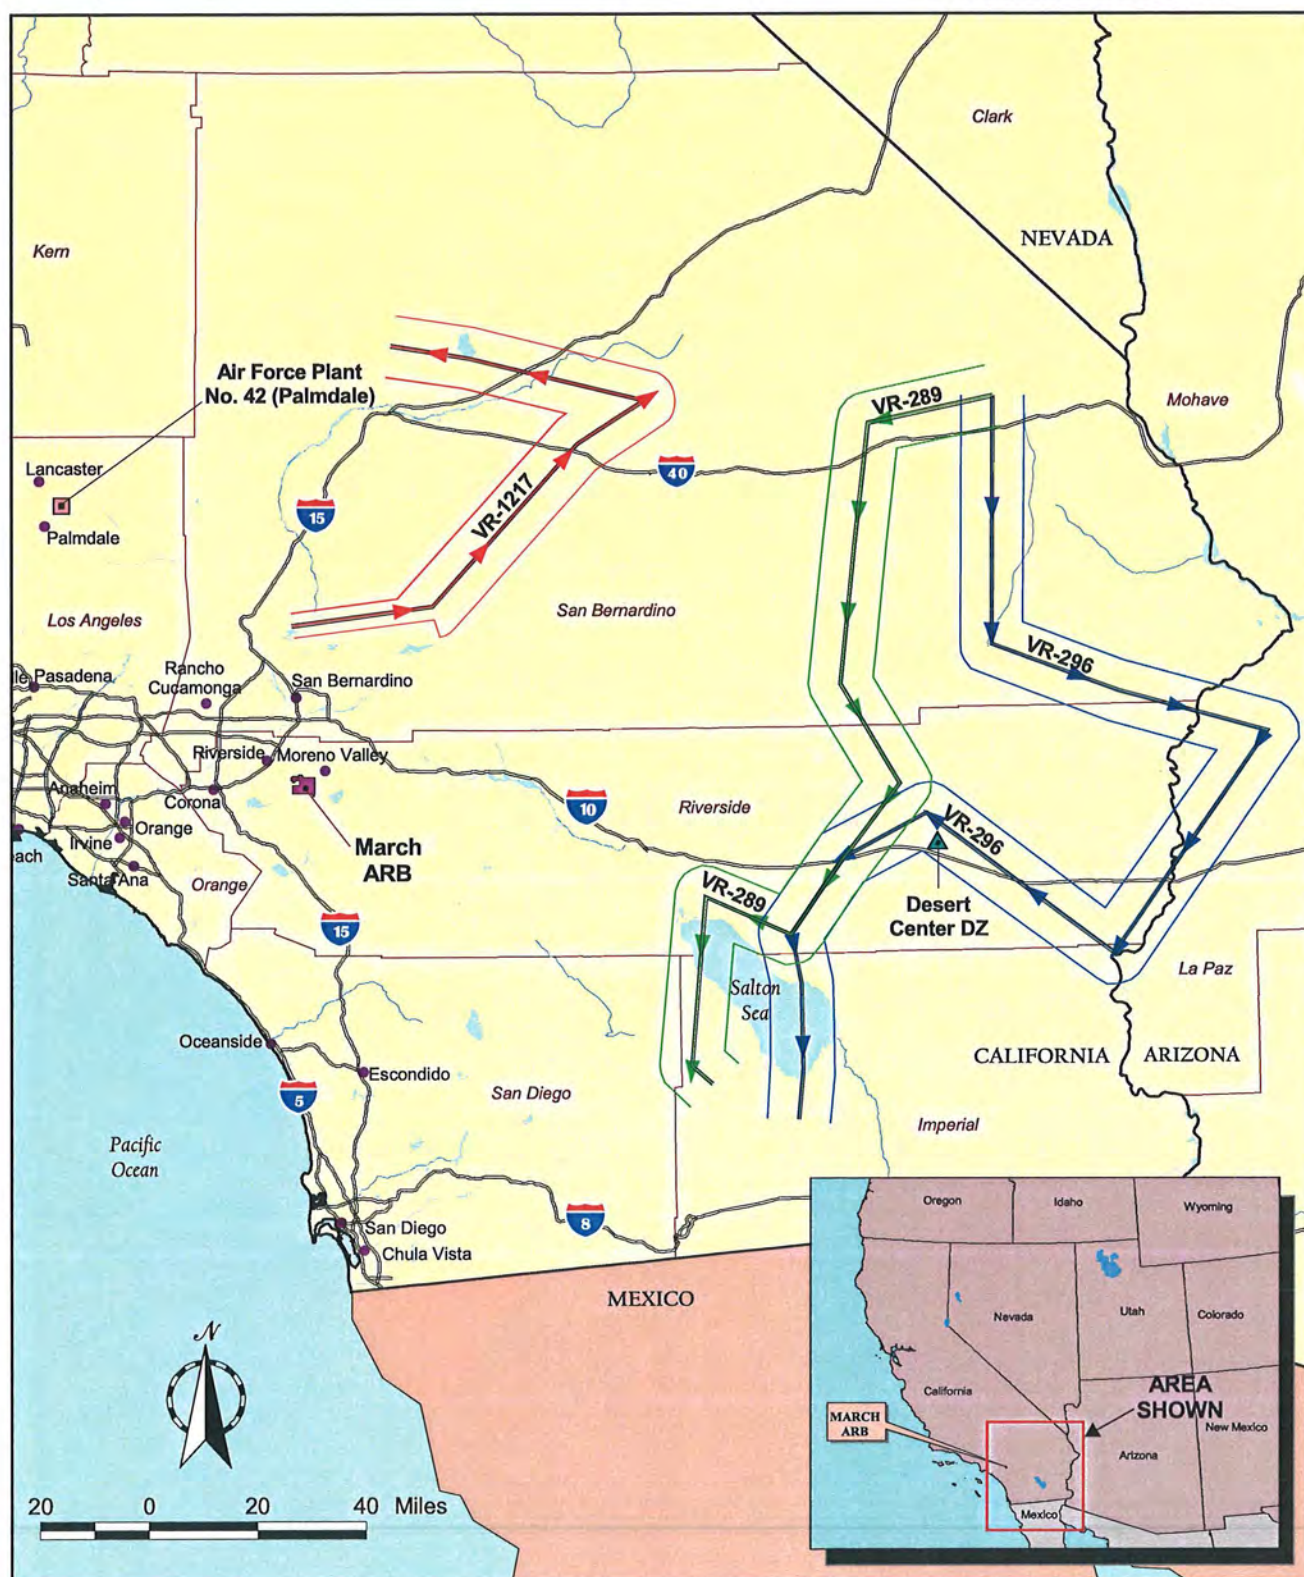 Clark
NEVADA
Kern
Air Force Plant
No. 42 (Palmdale)
VR-289
Mohave
Lancaster
40
15
VR-1217
Palmdale
San Bernardino
Los Angeles
VR-296
Pasadena
Rancho
Cucamonga
San Bernardino
Riverside
Moreno Valley
Anaheim
Corona
10
Riverside
Orange
Irvine
VR-296
March
ARB
Santa Ana
Orange
VR-289
Desert
Center DZ
15
La Paz
Salton
Sea
Oceanside
CALIFORNIA
ARIZONA
Escondido
5
San Diego
Imperial
Pacific
Ocean
San Diego
8
Chula Vista
MEXICO
N
20 0 20 40 Miles
Oregon
Idaho
Wyoming
Nevada
Utah
Colorado
California
AREA
SHOWN
MARCH
ARB
New Mexico
Arizona
Mexico